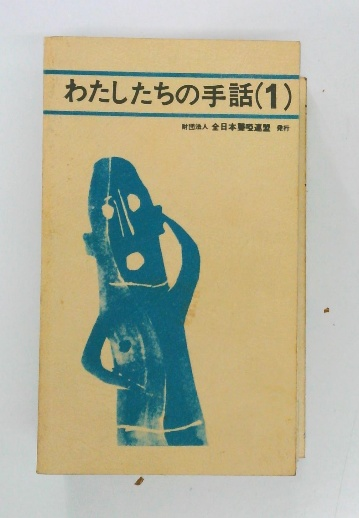 わたしたちの手話(1)
財団法人 全日本聾啞連盟 発行